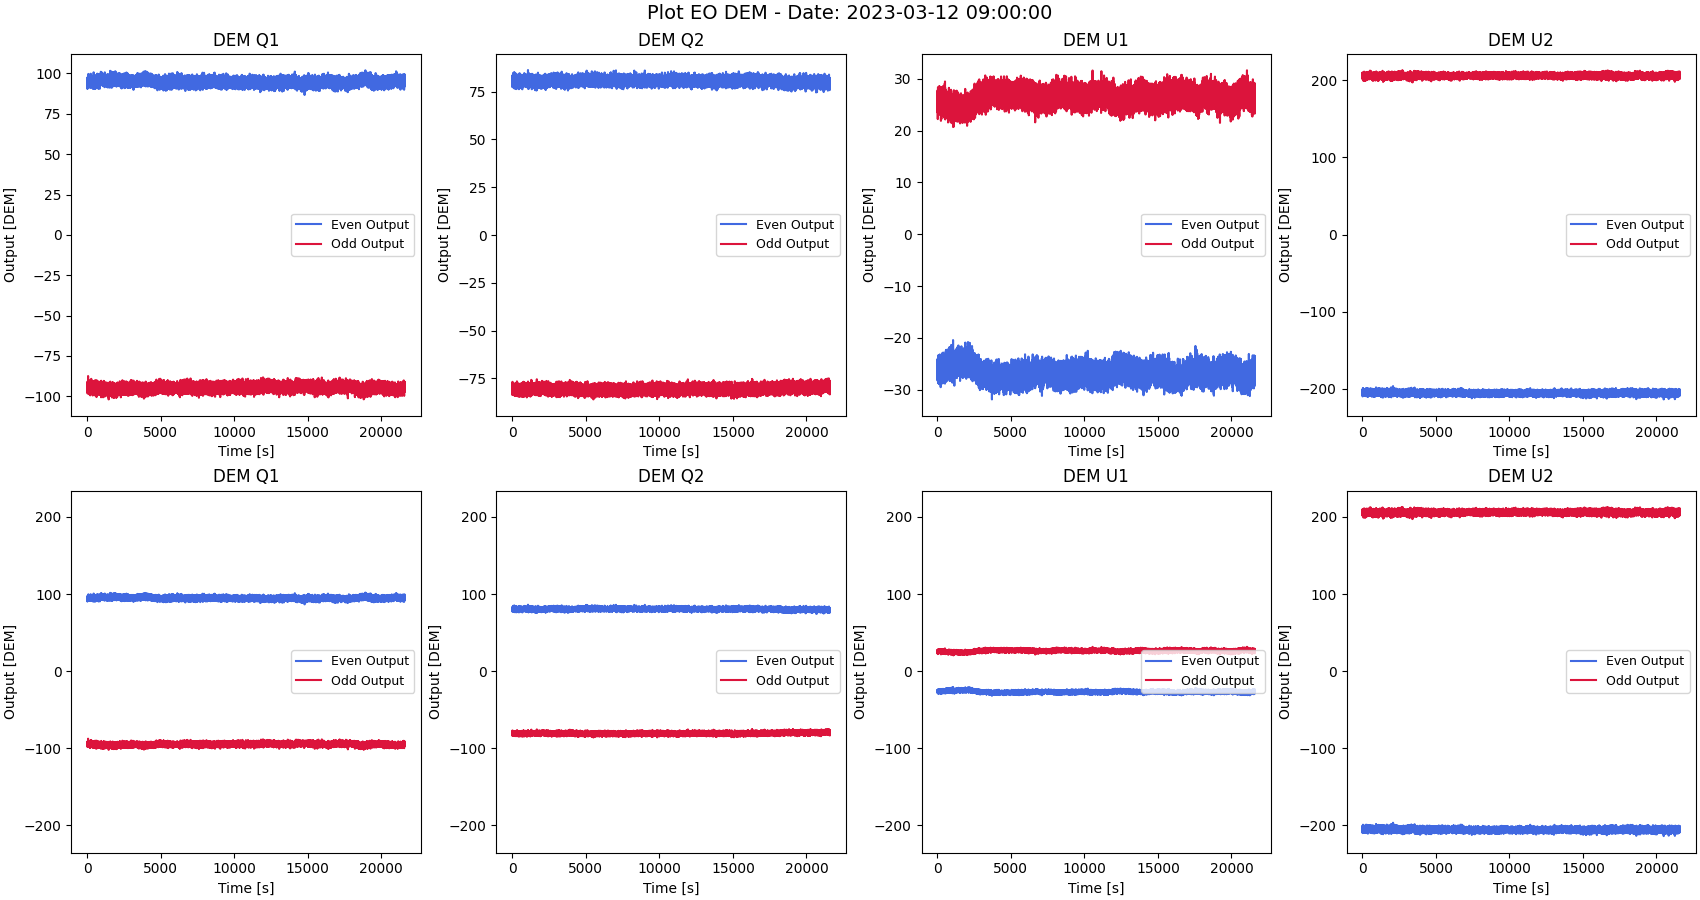 Plot EO DEM - Date: 2023-03-12 09:00:00
DEM Q1
Output [DEM]
100
75
50
25
0
−25
−50
−75
−100
Even Output
Odd Output
0 5000 10000 15000 20000
Time [s]
DEM Q2
Output [DEM]
75
50
25
0
−25
−50
−75
Even Output
Odd Output
0 5000 10000 15000 20000
Time [s]
DEM U1
Output [DEM]
30
20
10
0
−10
−20
−30
Even Output
Odd Output
0 5000 10000 15000 20000
Time [s]
DEM U2
Output [DEM]
200
100
0
−100
−200
Even Output
Odd Output
0 5000 10000 15000 20000
Time [s]
DEM Q1
Output [DEM]
200
100
0
−100
−200
Even Output
Odd Output
0 5000 10000 15000 20000
Time [s]
DEM Q2
Output [DEM]
200
100
0
−100
−200
Even Output
Odd Output
0 5000 10000 15000 20000
Time [s]
DEM U1
Output [DEM]
200
100
0
−100
−200
Even Output
Odd Output
0 5000 10000 15000 20000
Time [s]
DEM U2
Output [DEM]
200
100
0
−100
−200
Even Output
Odd Output
0 5000 10000 15000 20000
Time [s]